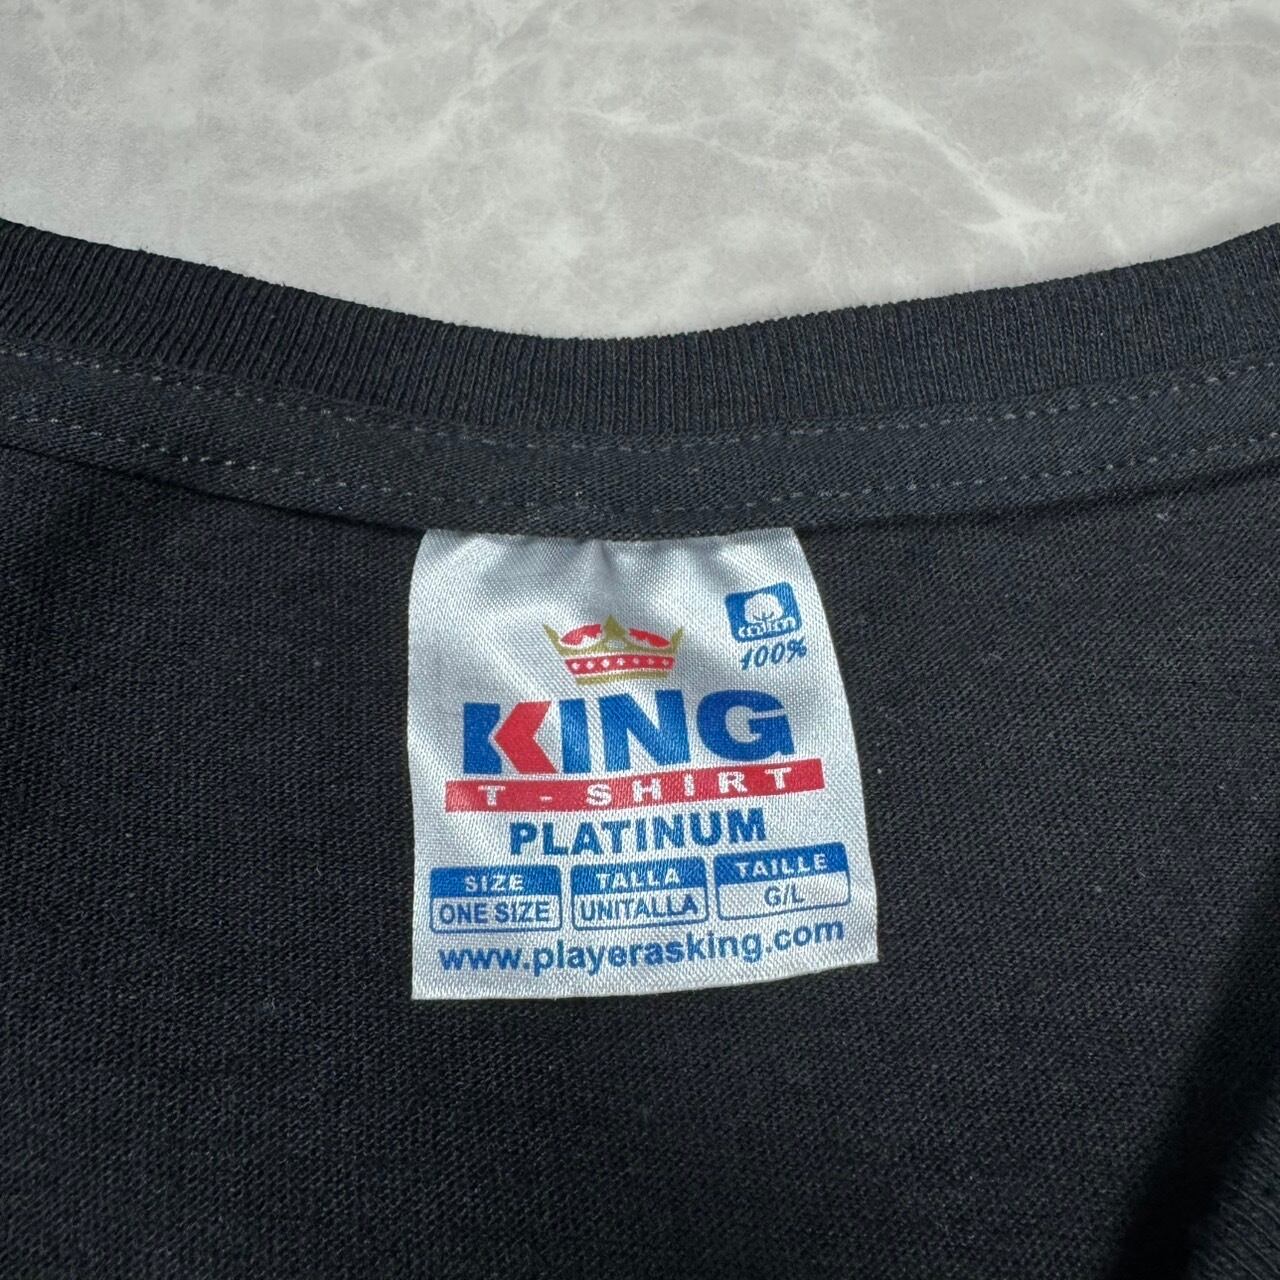 cotton
100%
KING
T-SHIRT
PLATINUM
SIZE TALLA TAILLE
ONE SIZE UNITALLA G/L
www.playerasking.com